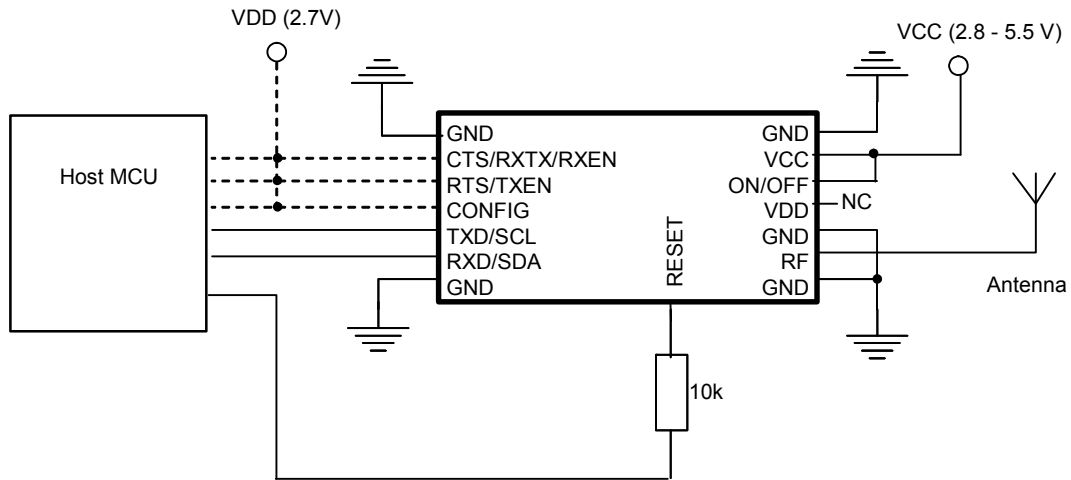 VDD (2.7V)
VCC (2.8 - 5.5 V)
Host MCU
GND
CTS/RXTX/RXEN
RTS/TXEN
CONFIG
TXD/SCL
RXD/SDA
GND
RESET
GND
VCC
ON/OFF
VDD
NC
GND
RF
GND
Antenna
10k